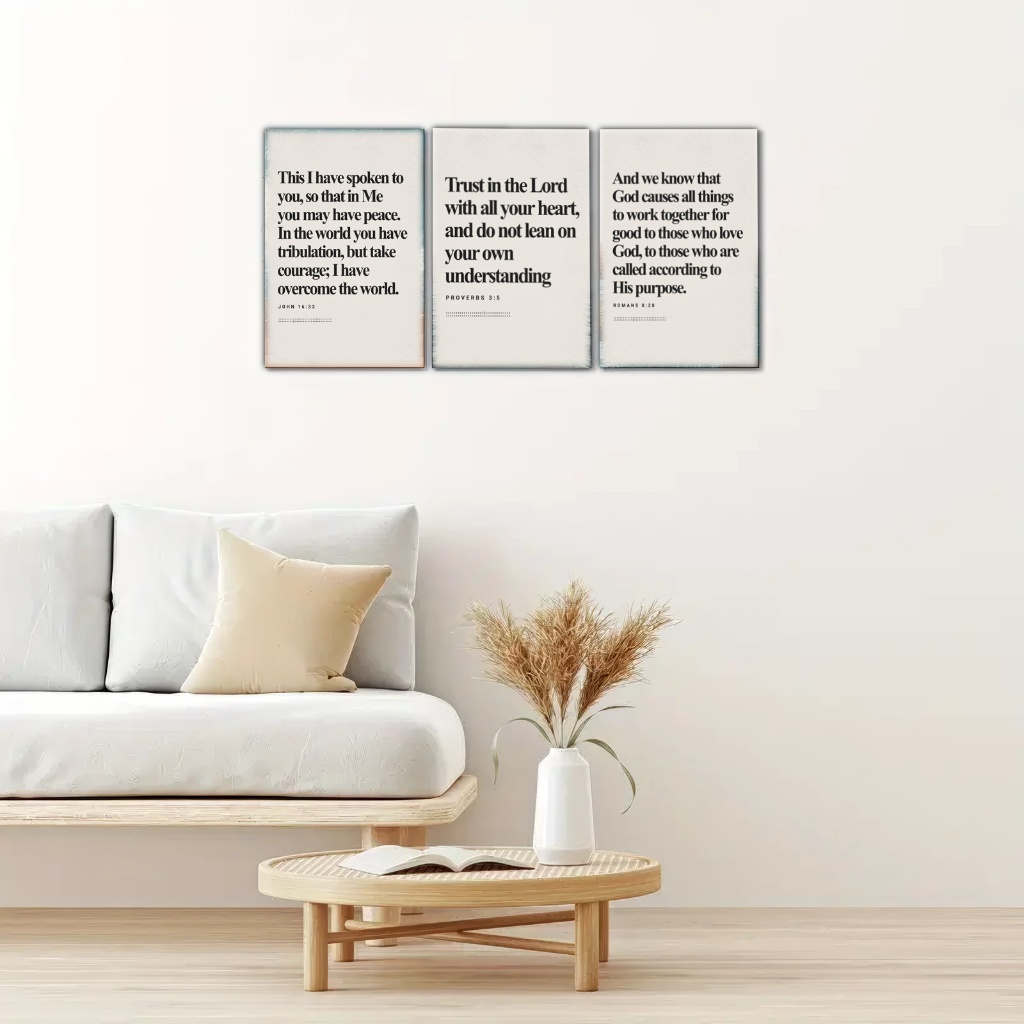 This I have spoken to
you, so that in Me
you may have peace.
In the world you have
tribulation, but take
courage; I have
overcome the world.
JOHN 16:33
Trust in the Lord
with all your heart,
and do not lean on
your own
understanding
PROVERBS 3:5
And we know that
God causes all things
to work together for
good to those who love
God, to those who are
called according to
His purpose.
ROMANS 8:28